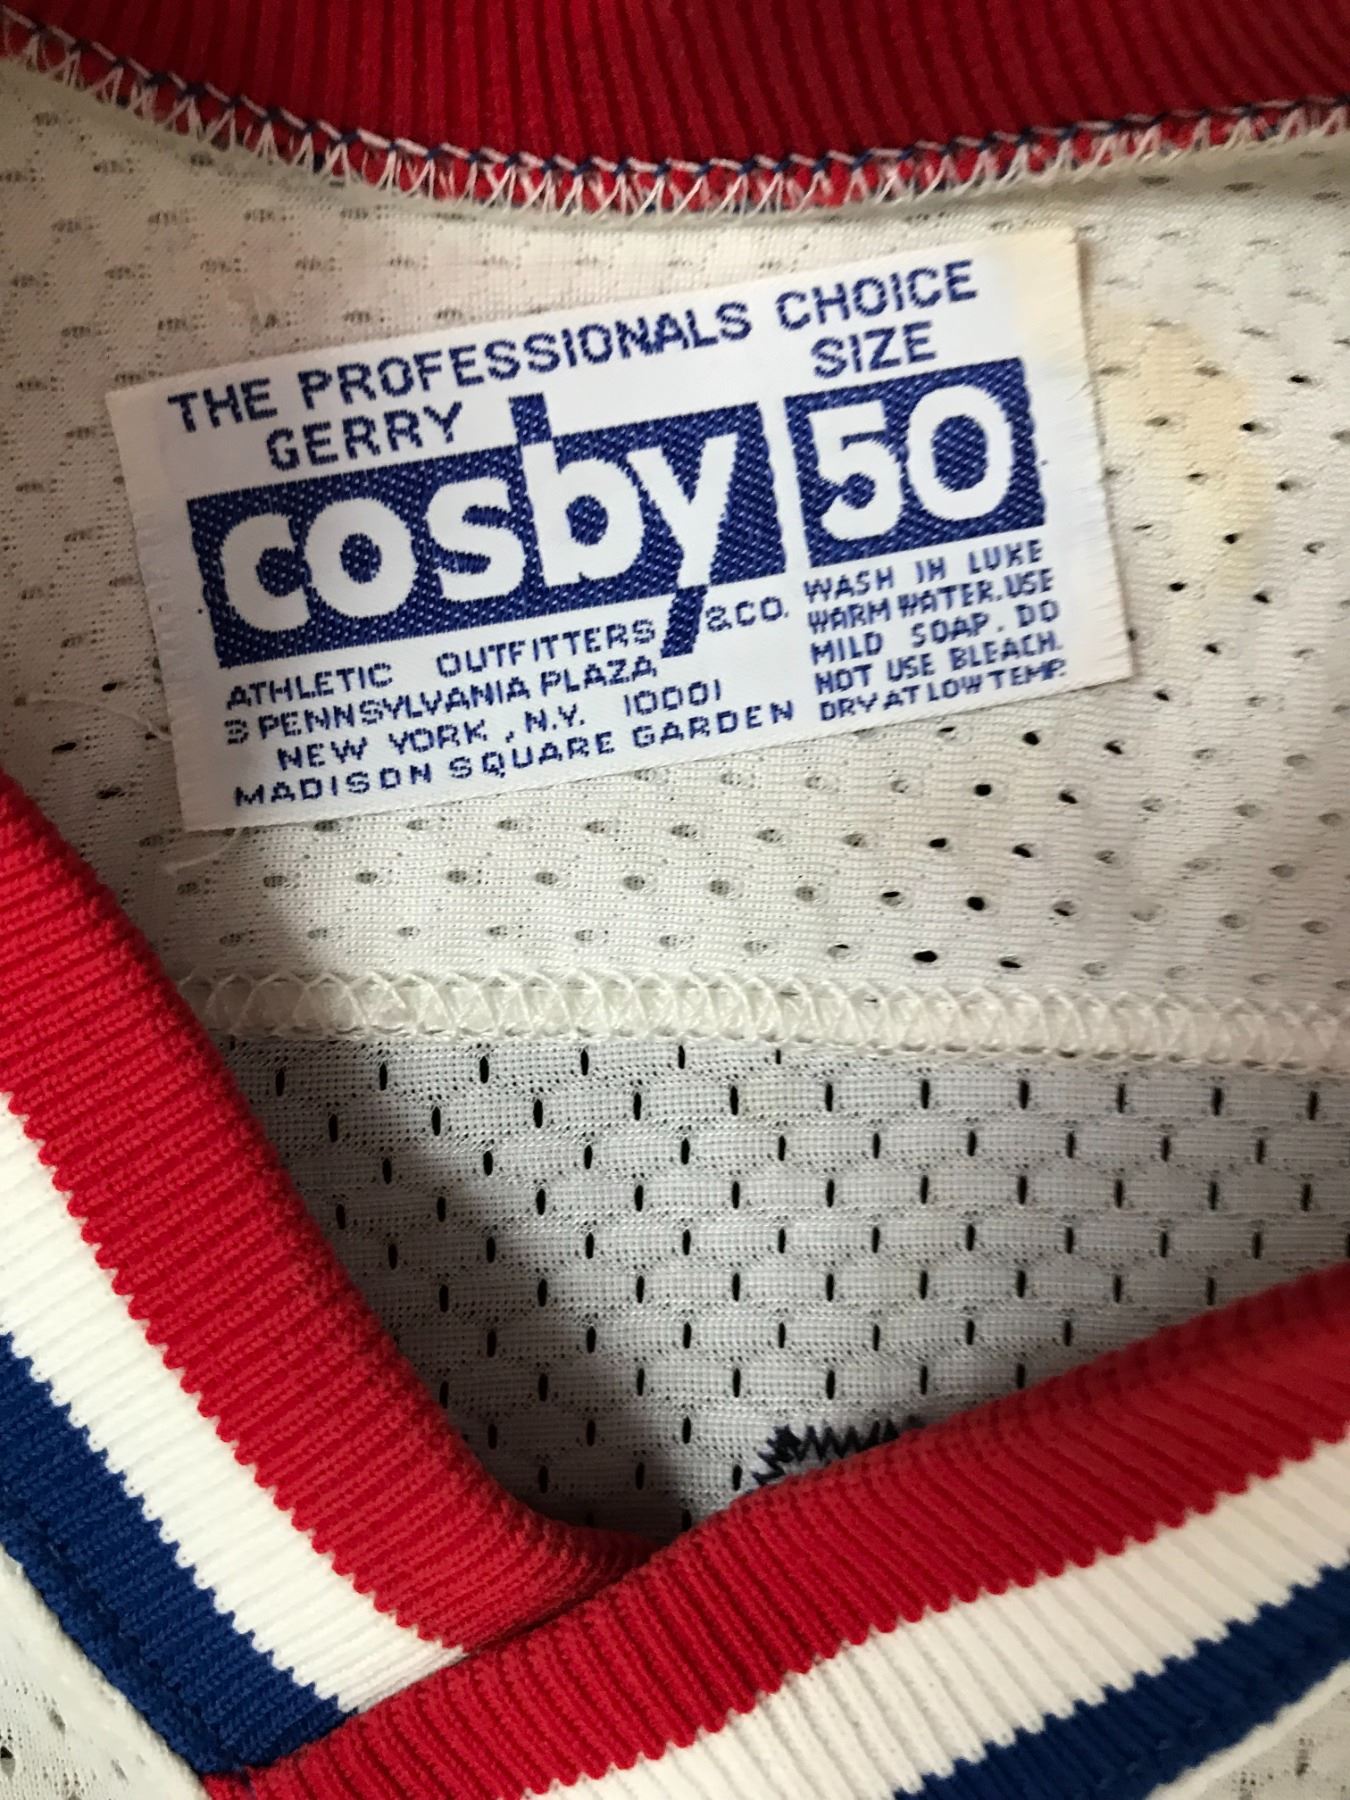 THE PROFESSIONALS CHOICE
GERRY
cosby
& CO.
ATHLETIC OUTFITTERS
3 PENNSYLVANIA PLAZA
NEW YORK , N.Y. 10001
MADISON SQUARE GARDEN
SIZE
50
WASH IN LUKE
WARM WATER. USE
MILD SOAP. DO
NOT USE BLEACH.
DRY AT LOW TEMP.